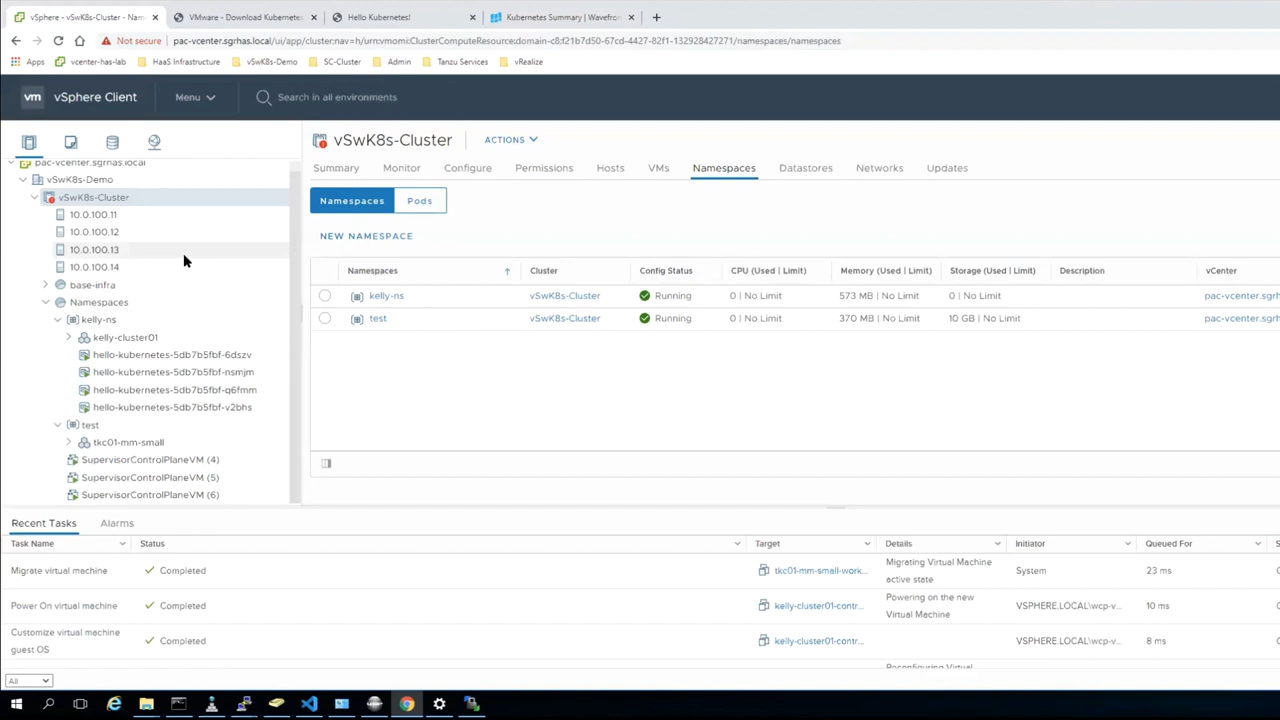 vSphere - vSwK8s-Cluster - Nam
VMware - Download Kubernetes
Hello Kubernetes!
Kubernetes Summary | Wavefron
Not secure
pac-vcenter.sgrhas.local/ui/app/cluster;nav=h/urn:vmomi:ClusterComputeResource:domain-c8:f21b7d50-67cd-4427-82f1-132928427271/namespaces/namespaces
Apps
vcenter-has-lab
HaaS Infrastructure
vSwK8s-Demo
SC-Cluster
Admin
Tanzu Services
vRealize
vm
vSphere Client
Menu
Search in all environments
pac-vcenter.sgrhas.local
vSwK8s-Demo
vSwK8s-Cluster
10.0.100.11
10.0.100.12
10.0.100.13
10.0.100.14
base-infra
Namespaces
kelly-ns
kelly-cluster01
hello-kubernetes-5db7b5fbf-6dszv
hello-kubernetes-5db7b5fbf-nsmjm
hello-kubernetes-5db7b5fbf-q6fmm
hello-kubernetes-5db7b5fbf-v2bhs
test
tkc01-mm-small
SupervisorControlPlaneVM (4)
SupervisorControlPlaneVM (5)
SupervisorControlPlaneVM (6)
vSwK8s-Cluster
ACTIONS
Summary
Monitor
Configure
Permissions
Hosts
VMs
Namespaces
Datastores
Networks
Updates
Namespaces
Pods
NEW NAMESPACE
Namespaces
Cluster
Config Status
CPU (Used | Limit)
Memory (Used | Limit)
Storage (Used | Limit)
Description
vCenter
kelly-ns
vSwK8s-Cluster
Running
0 | No Limit
573 MB | No Limit
0 | No Limit
pac-vcenter.sgrh
test
vSwK8s-Cluster
Running
0 | No Limit
370 MB | No Limit
10 GB | No Limit
pac-vcenter.sgrh
Recent Tasks
Alarms
Task Name
Status
Target
Details
Initiator
Queued For
S
Migrate virtual machine
Completed
tkc01-mm-small-work...
Migrating Virtual Machine
active state
System
23 ms
Power On virtual machine
Completed
kelly-cluster01-contr...
Powering on the new
Virtual Machine
VSPHERE.LOCAL\wcp-v...
10 ms
Customize virtual machine
guest OS
Completed
kelly-cluster01-contr...
VSPHERE.LOCAL\wcp-v...
8 ms
Reconfiguring Virtual
All